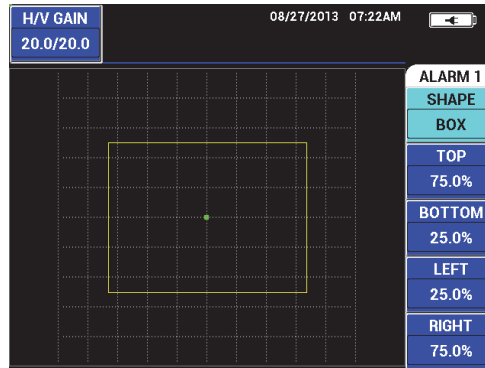 H/V GAIN
20.0/20.0
08/27/2013 07:22AM
ALARM 1
SHAPE
BOX
TOP
75.0%
BOTTOM
25.0%
LEFT
25.0%
RIGHT
75.0%